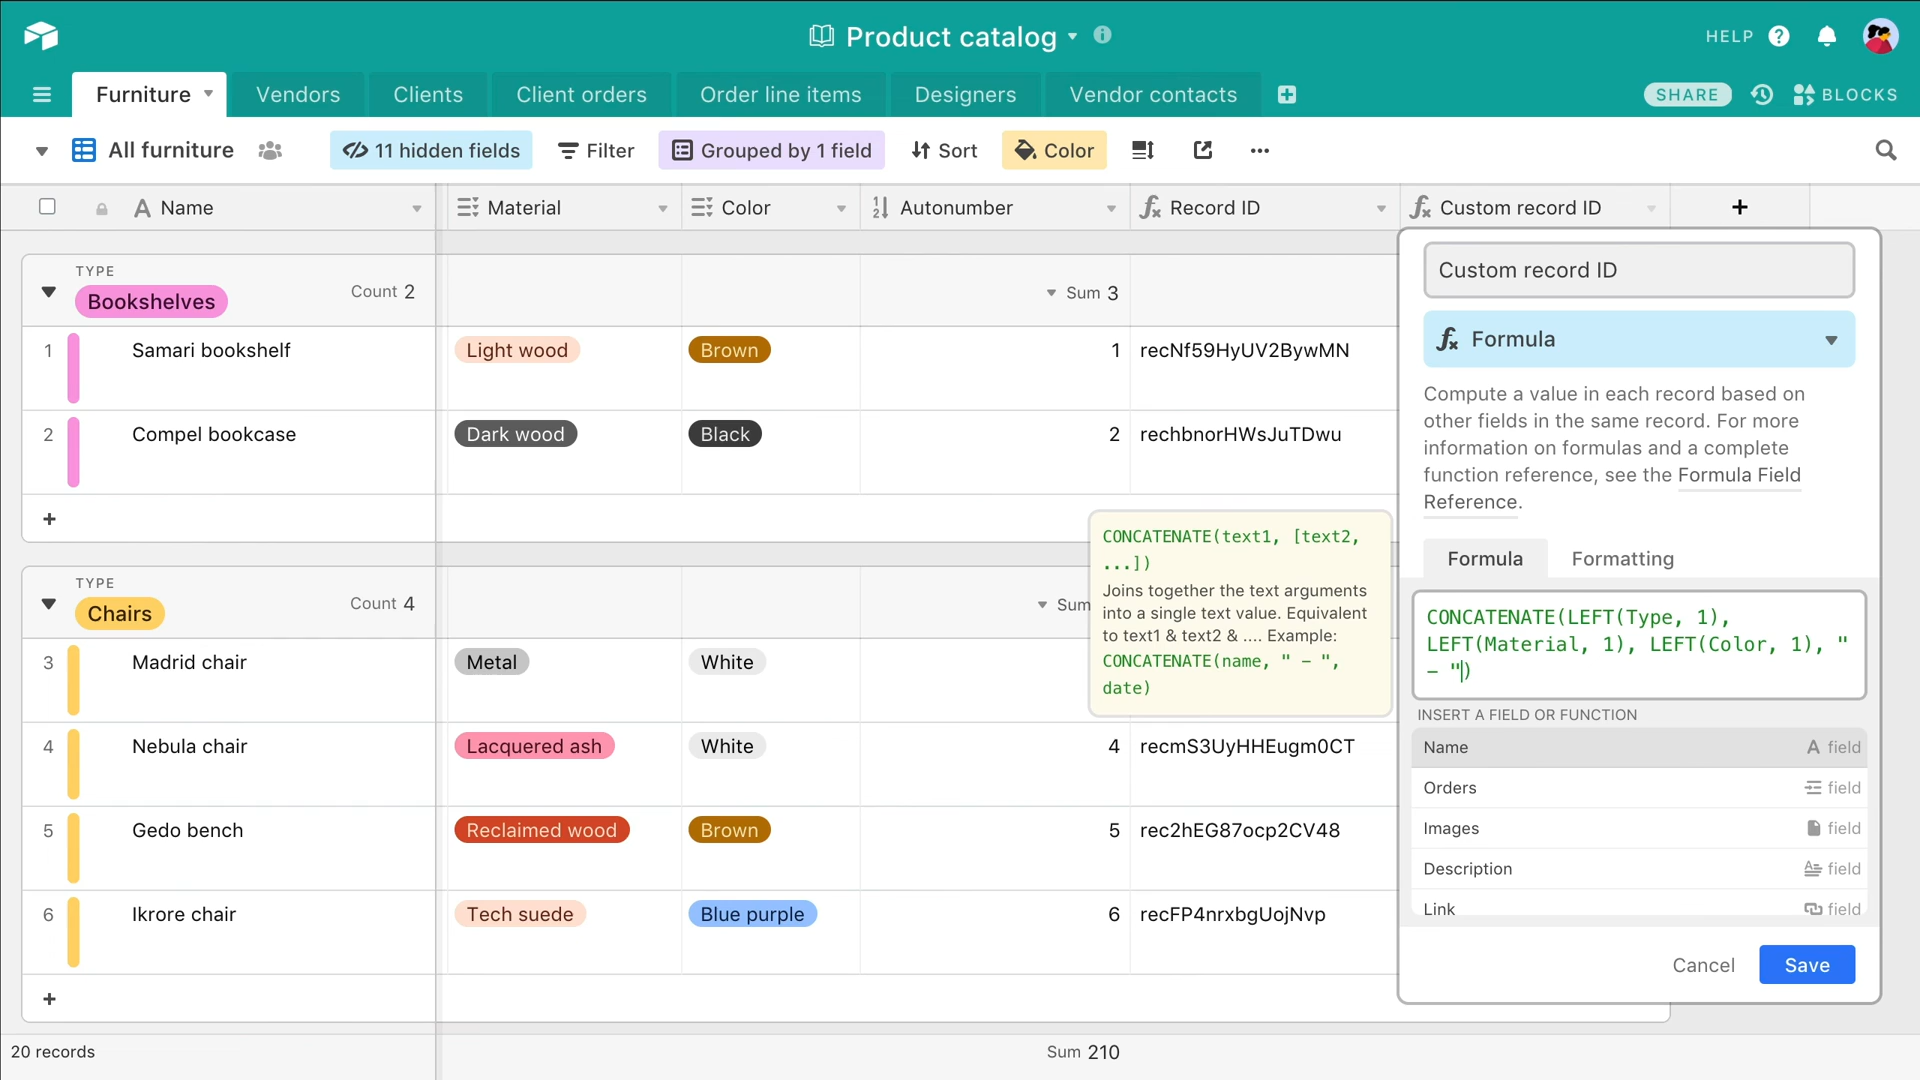 Product catalog
HELP
Furniture
Vendors
Clients
Client orders
Order line items
Designers
Vendor contacts
SHARE
BLOCKS
All furniture
11 hidden fields
Filter
Grouped by 1 field
Sort
Color
Name
Material
Color
Autonumber
Record ID
Custom record ID
TYPE
Bookshelves
Count 2
Sum 3
1 Samari bookshelf Light wood Brown 1 recNf59HyUV2BywMN
2 Compel bookcase Dark wood Black 2 rechbnorHWsJuTDwu
TYPE
Chairs
Count 4
Sum
3 Madrid chair Metal White
4 Nebula chair Lacquered ash White 4 recmS3UyHHEugm0CT
5 Gedo bench Reclaimed wood Brown 5 rec2hEG87ocp2CV48
6 Ikrore chair Tech suede Blue purple 6 recFP4nrxbgUojNvp
20 records
Sum 210
CONCATENATE(text1, [text2,
...])
Joins together the text arguments
into a single text value. Equivalent
to text1 & text2 & .... Example:
CONCATENATE(name, " – ",
date)
Custom record ID
Formula
Compute a value in each record based on
other fields in the same record. For more
information on formulas and a complete
function reference, see the Formula Field
Reference.
Formula
Formatting
CONCATENATE(LEFT(Type, 1),
LEFT(Material, 1), LEFT(Color, 1), "
– ")
INSERT A FIELD OR FUNCTION
Name A field
Orders field
Images field
Description field
Link field
Cancel
Save